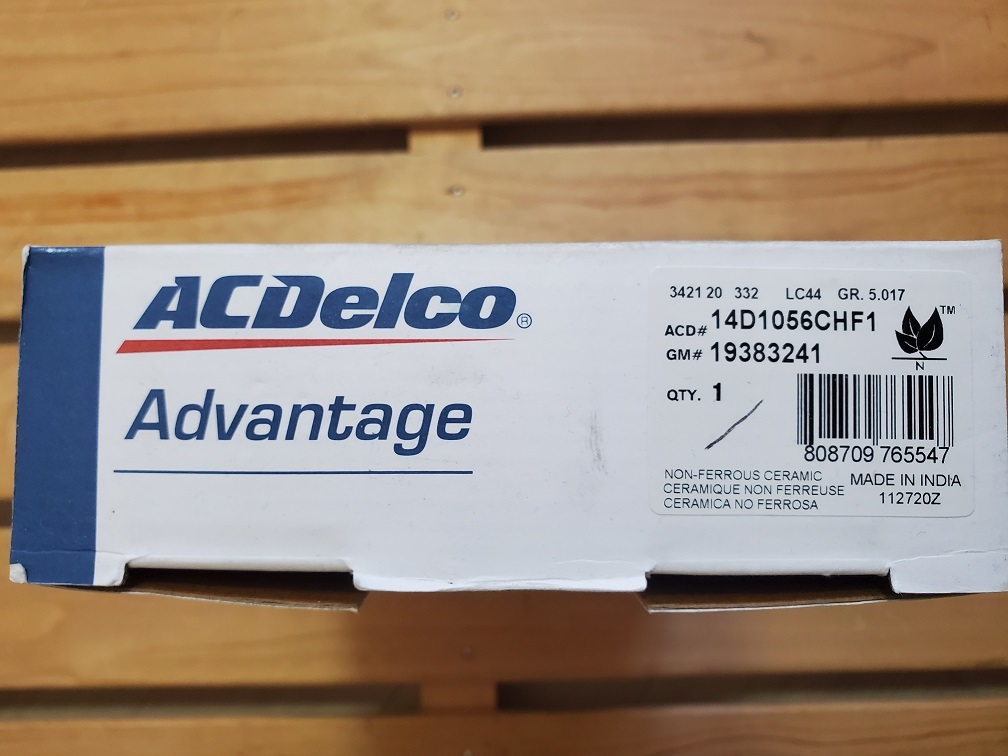 ACDelco®
Advantage
3421 20 332 LC44 GR. 5.017
ACD# 14D1056CHF1
™
GM# 19383241
N
QTY. 1
808709 765547
NON-FERROUS CERAMIC
CERAMIQUE NON FERREUSE
CERAMICA NO FERROSA
MADE IN INDIA
112720Z